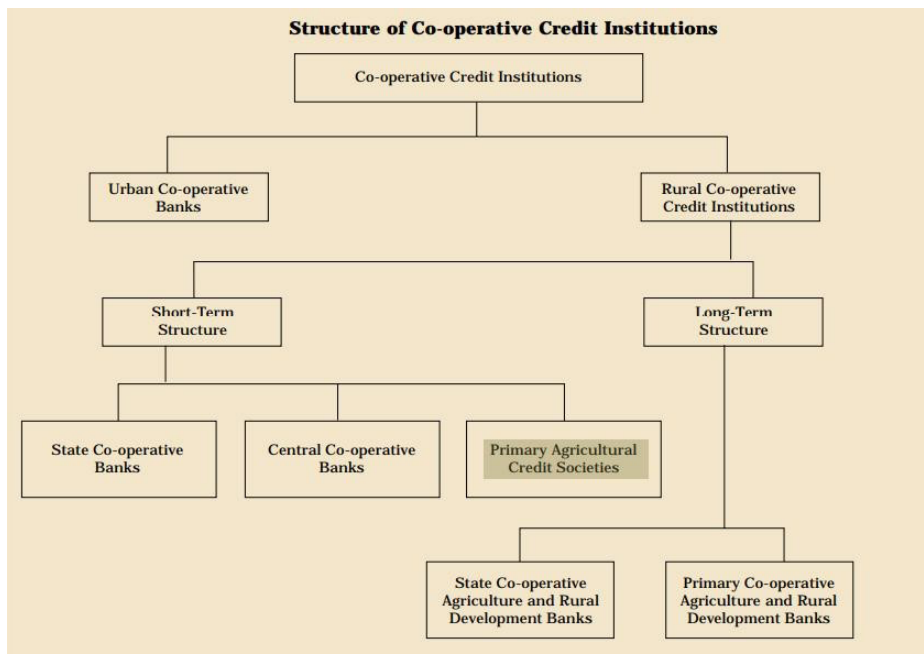 Structure of Co-operative Credit Institutions
Co-operative Credit Institutions
Urban Co-operative
Banks
Rural Co-operative
Credit Institutions
Short-Term
Structure
Long-Term
Structure
State Co-operative
Banks
Central Co-operative
Banks
Primary Agricultural
Credit Societies
State Co-operative
Agriculture and Rural
Development Banks
Primary Co-operative
Agriculture and Rural
Development Banks